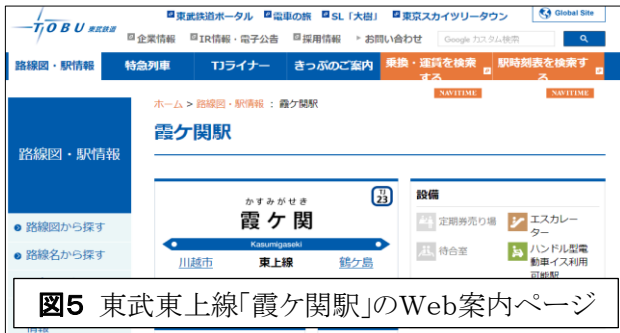 TOBU 東武鉄道
東武鉄道ポータル 電車の旅 SL「大樹」 東京スカイツリータウン
Global Site
企業情報 IR情報・電子公告 採用情報 お問い合わせ
Google カスタム検索
路線図・駅情報 特急列車 TJライナー きっぷのご案内 乗換・運賃を検索する 駅時刻表を検索する
NAVITIME NAVITIME
ホーム > 路線図・駅情報 : 霞ケ関駅
霞ケ関駅
路線図・駅情報
路線図から探す
路線名から探す
かすみがせき
TJ
23
霞ケ関
Kasumigaseki
川越市 東上線 鶴ケ島
設備
定期券売り場
エスカレーター
待合室
ハンドル型電動車イス利用可能駅
図5 東武東上線「霞ケ関駅」のWeb案内ページ